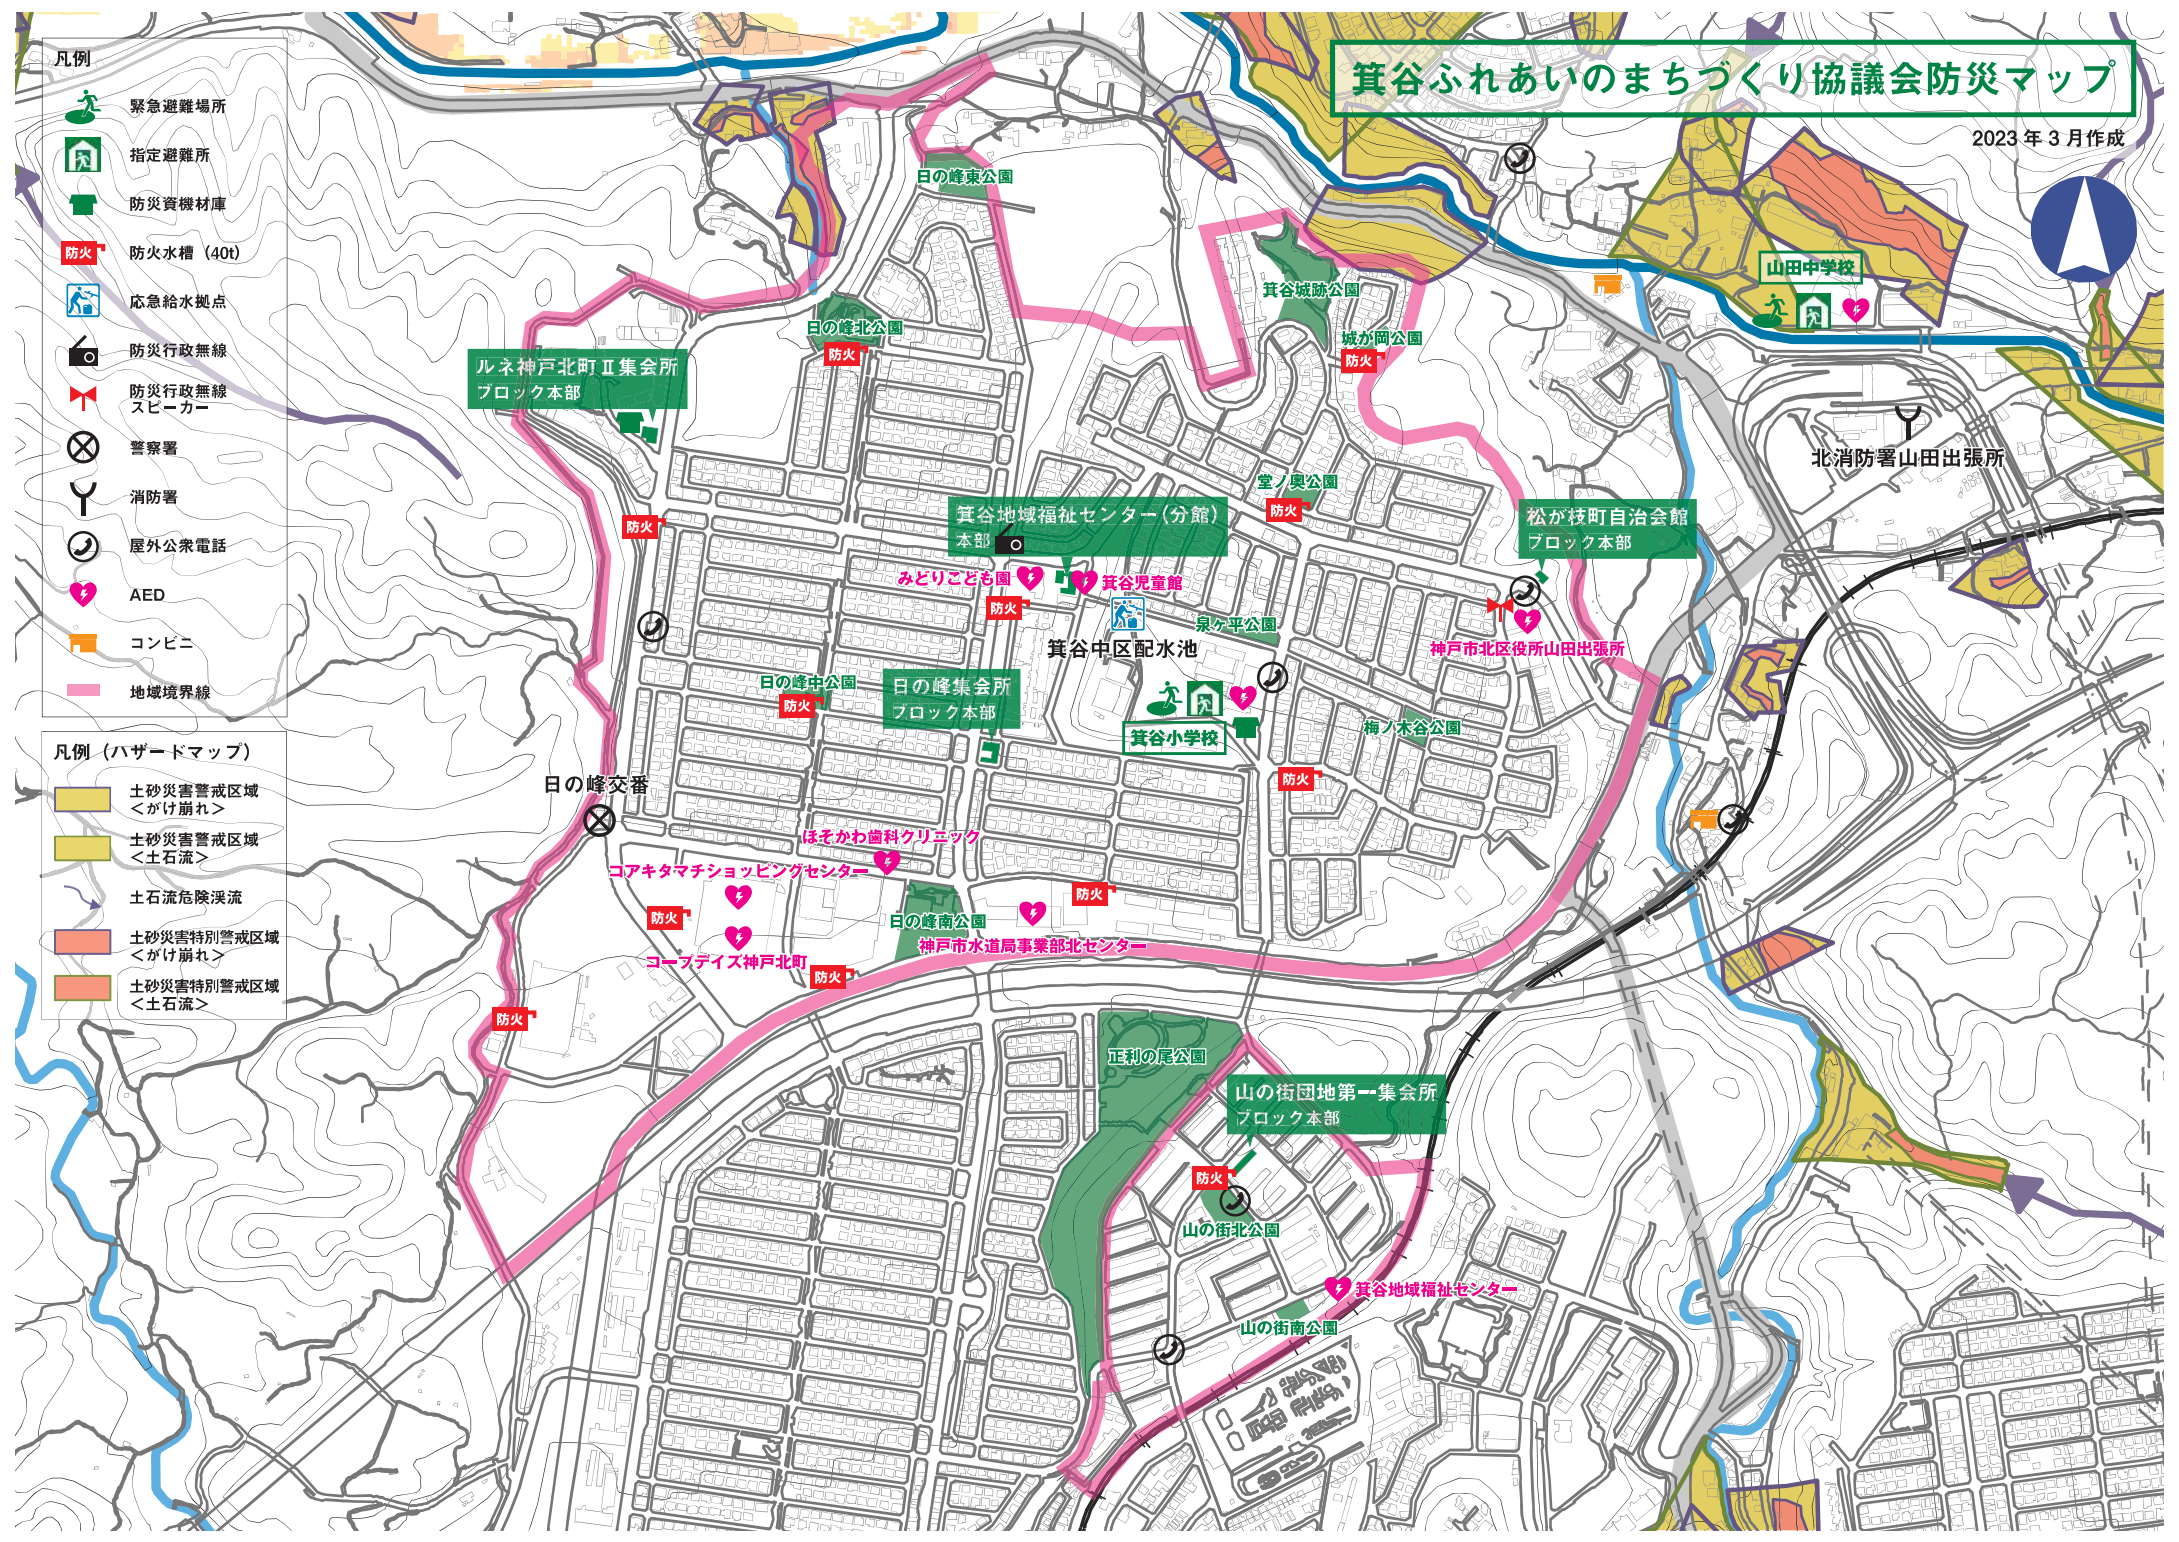 箕谷ふれあいのまちづくり協議会防災マップ
2023年3月作成
凡例
緊急避難場所
指定避難所
防災資機材庫
防火
防火水槽（40t）
応急給水拠点
防災行政無線
防災行政無線
スピーカー
警察署
消防署
屋外公衆電話
AED
コンビニ
地域境界線
凡例（ハザードマップ）
土砂災害警戒区域
＜がけ崩れ＞
土砂災害警戒区域
＜土石流＞
土石流危険渓流
土砂災害特別警戒区域
＜がけ崩れ＞
土砂災害特別警戒区域
＜土石流＞
日の峰東公園
山田中学校
箕谷城跡公園
日の峰北公園
防火
城が岡公園
防火
ルネ神戸北町Ⅱ集会所
ブロック本部
北消防署山田出張所
堂ノ奥公園
防火
箕谷地域福祉センター（分館）
本部
松が枝町自治会館
ブロック本部
防火
みどりこども園
箕谷児童館
防火
泉ヶ平公園
箕谷中区配水池
神戸市北区役所山田出張所
日の峰中公園
防火
日の峰集会所
ブロック本部
箕谷小学校
梅ノ木谷公園
防火
日の峰交番
ほそかわ歯科クリニック
コアキタマチショッピングセンター
防火
防火
日の峰南公園
神戸市水道局事業部北センター
コープデイズ神戸北町
防火
防火
正利の尾公園
山の街団地第一集会所
ブロック本部
防火
山の街北公園
箕谷地域福祉センター
山の街南公園